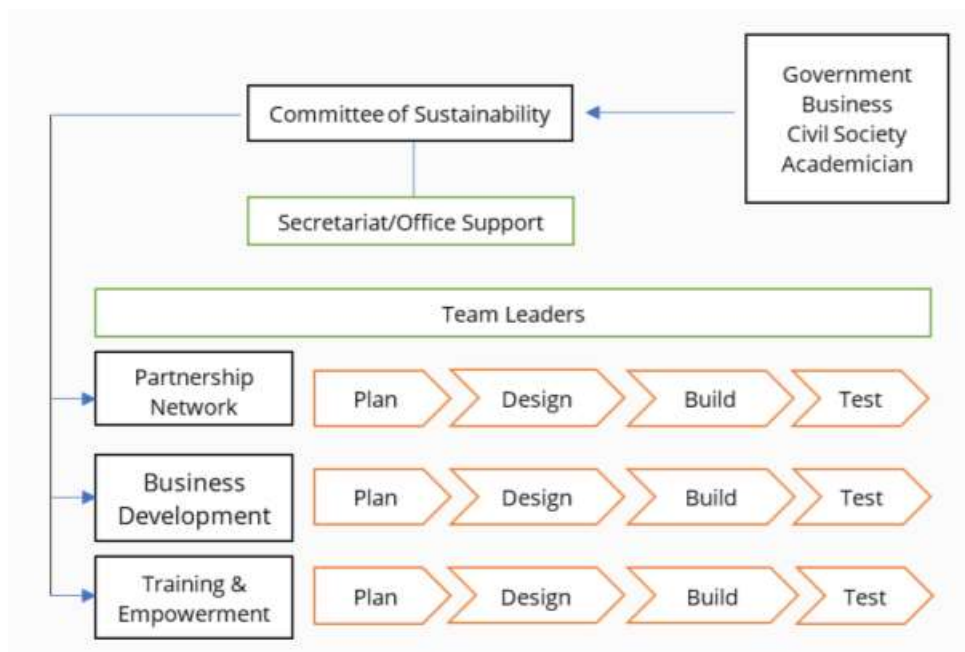 Government
Business
Civil Society
Academician
Committee of Sustainability
Secretariat/Office Support
Team Leaders
Partnership
Network
Plan
Design
Build
Test
Business
Development
Plan
Design
Build
Test
Training &
Empowerment
Plan
Design
Build
Test